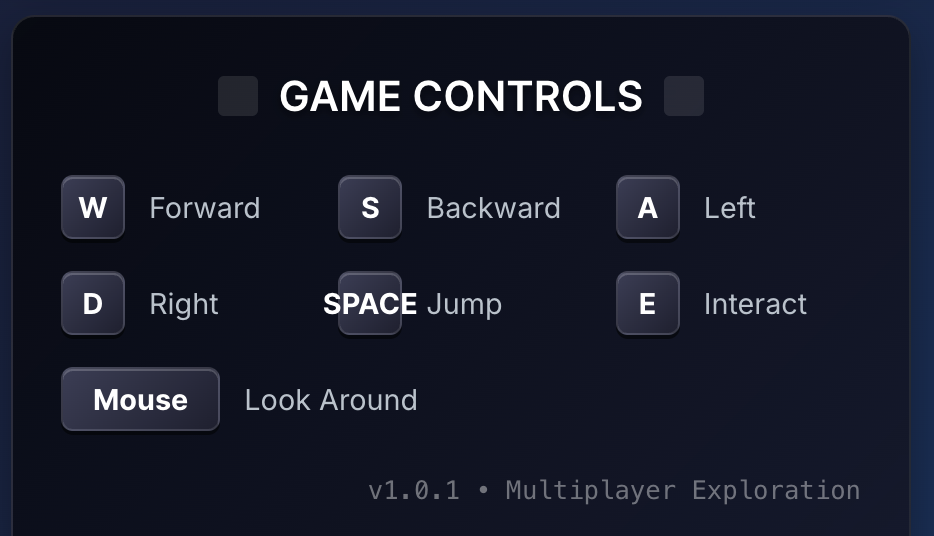 GAME CONTROLS
W Forward S Backward A Left
D Right SPACE Jump E Interact
Mouse Look Around
v1.0.1 • Multiplayer Exploration